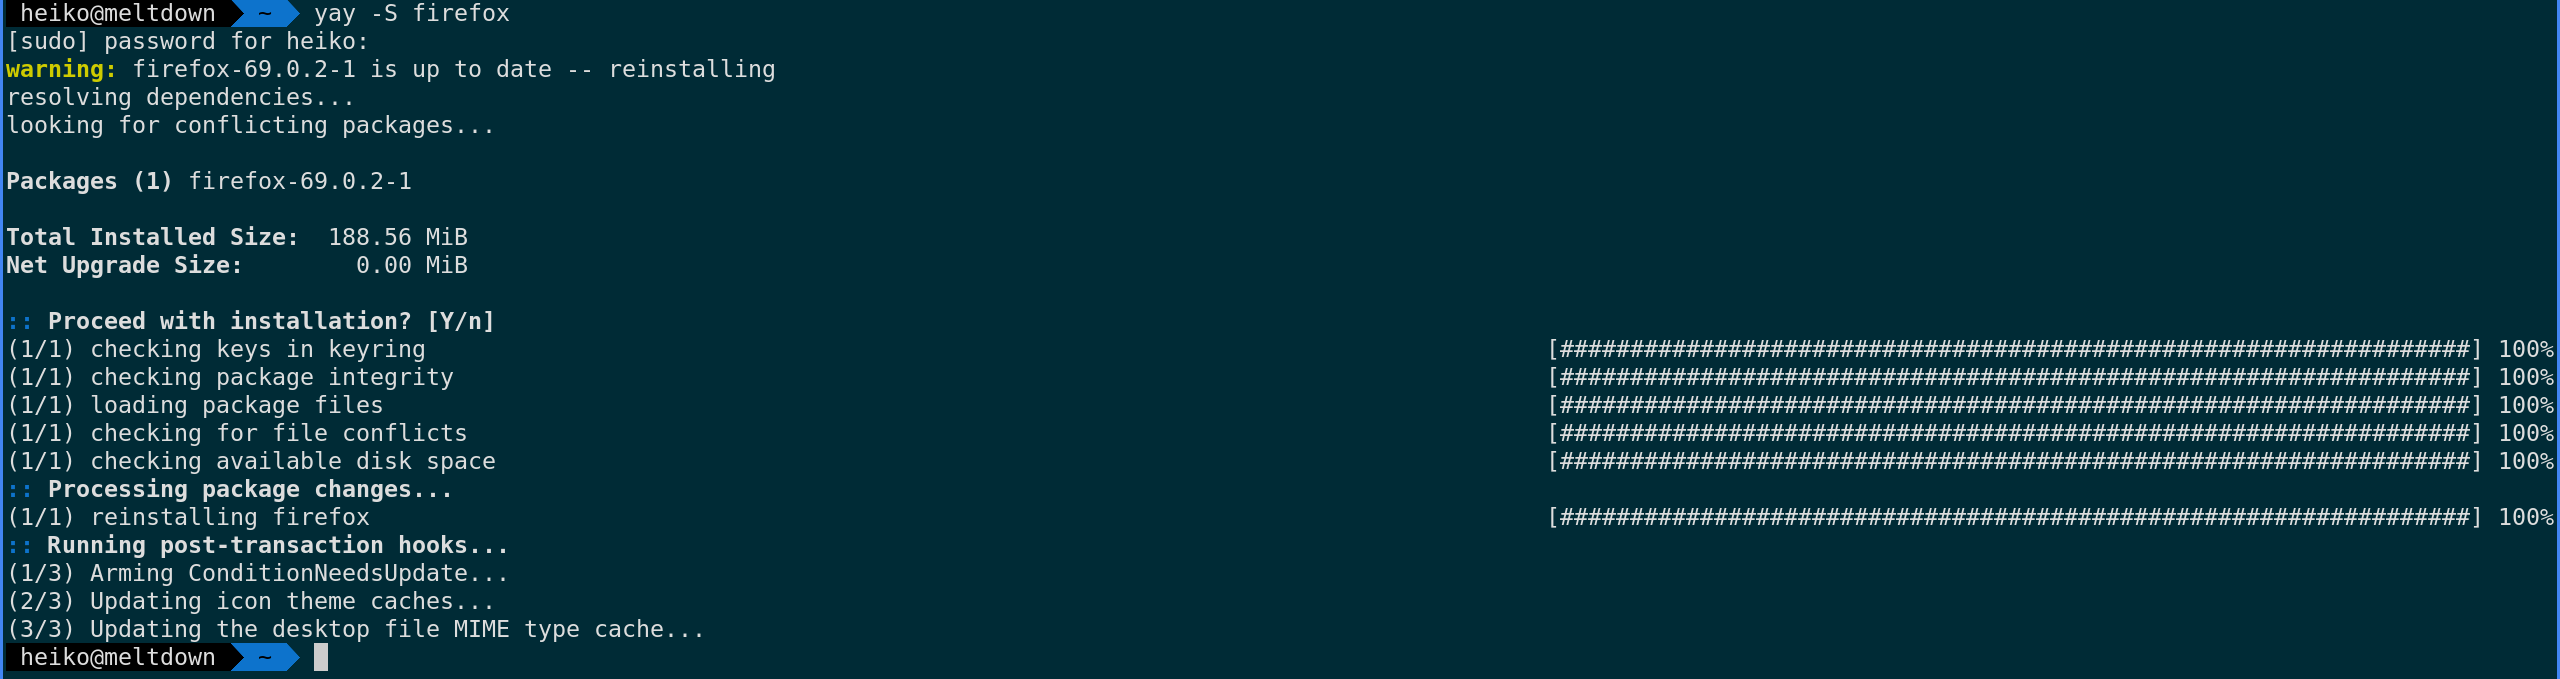 heiko@meltdown ~ yay -S firefox
[sudo] password for heiko:
warning: firefox-69.0.2-1 is up to date -- reinstalling
resolving dependencies...
looking for conflicting packages...
Packages (1) firefox-69.0.2-1
Total Installed Size:  188.56 MiB
Net Upgrade Size:        0.00 MiB
:: Proceed with installation? [Y/n]
(1/1) checking keys in keyring [#################################################################] 100%
(1/1) checking package integrity [#################################################################] 100%
(1/1) loading package files [#################################################################] 100%
(1/1) checking for file conflicts [#################################################################] 100%
(1/1) checking available disk space [#################################################################] 100%
:: Processing package changes...
(1/1) reinstalling firefox [#################################################################] 100%
:: Running post-transaction hooks...
(1/3) Arming ConditionNeedsUpdate...
(2/3) Updating icon theme caches...
(3/3) Updating the desktop file MIME type cache...
heiko@meltdown ~